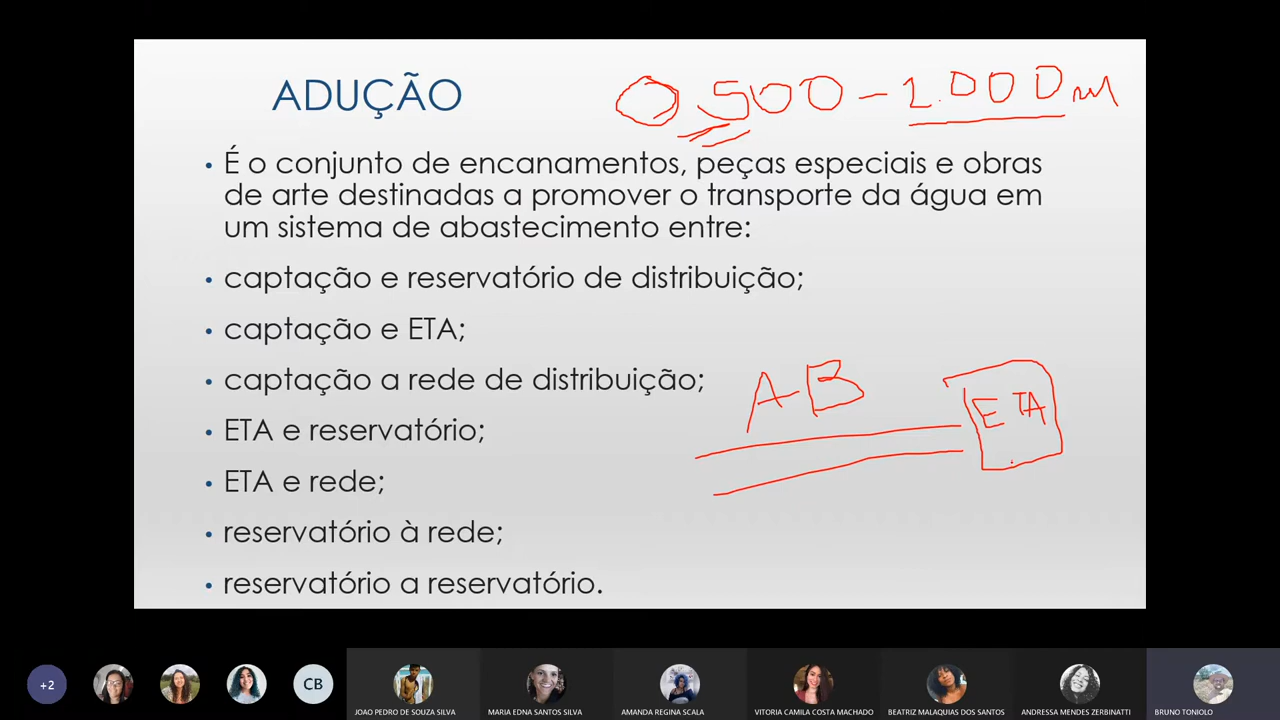 ADUÇÃO
0,500 - 1.000 m
• É o conjunto de encanamentos, peças especiais e obras
de arte destinadas a promover o transporte da água em
um sistema de abastecimento entre:
• captação e reservatório de distribuição;
• captação e ETA;
• captação a rede de distribuição;
A-B
ETA
• ETA e reservatório;
• ETA e rede;
• reservatório à rede;
• reservatório a reservatório.
+2
CB
JOAO PEDRO DE SOUZA SILVA
MARIA EDNA SANTOS SILVA
AMANDA REGINA SCALA
VITORIA CAMILA COSTA MACHADO
BEATRIZ MALAQUIAS DOS SANTOS
ANDRESSA MENDES ZERBINATTI
BRUNO TONIOLO